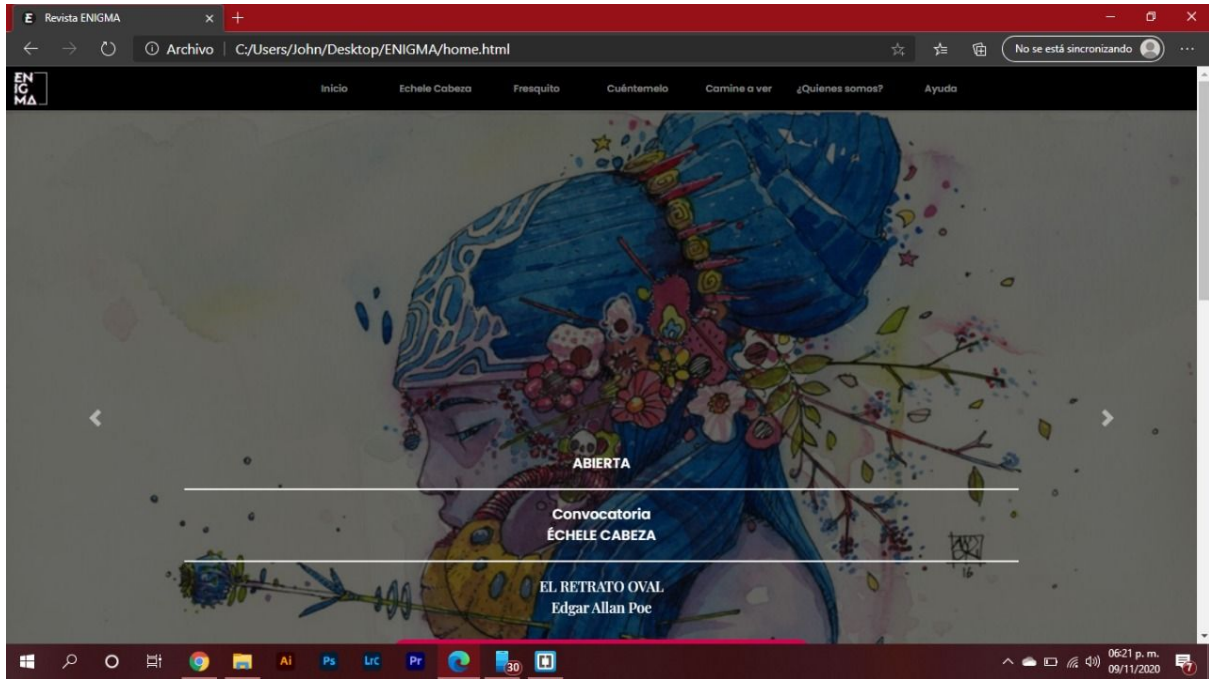 E Revista ENIGMA
Archivo C:/Users/John/Desktop/ENIGMA/home.html No se está sincronizando
EN
IG
MA
Inicio Echele Cabeza Fresquito Cuéntemelo Camine a ver ¿Quienes somos? Ayuda
ABIERTA
Convocatoria
ÉCHELE CABEZA
EL RETRATO OVAL
Edgar Allan Poe
16
Ai Ps Lrc Pr 30 06:21 p. m.
09/11/2020 7